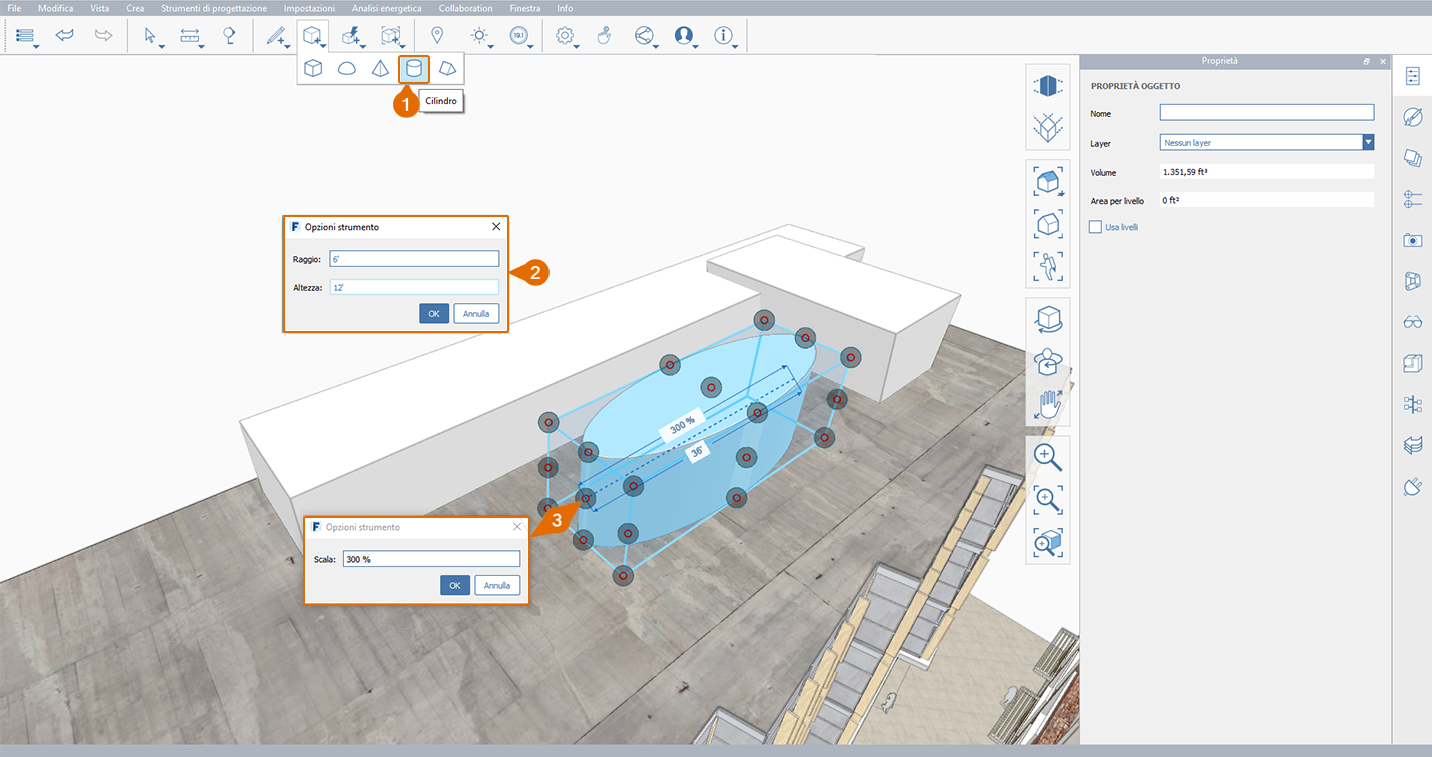 File Modifica Vista Crea Strumenti di progettazione Impostazioni Analisi energetica Collaboration Finestra Info
19.1
1
Cilindro
Proprietà
PROPRIETÀ OGGETTO
Nome
Layer Nessun layer
Volume 1.351,59 ft³
Area per livello 0 ft²
Usa livelli
F Opzioni strumento
Raggio: 6'
Altezza: 12'
OK Annulla
2
300 %
36'
3
F Opzioni strumento
Scala: 300 %
OK Annulla